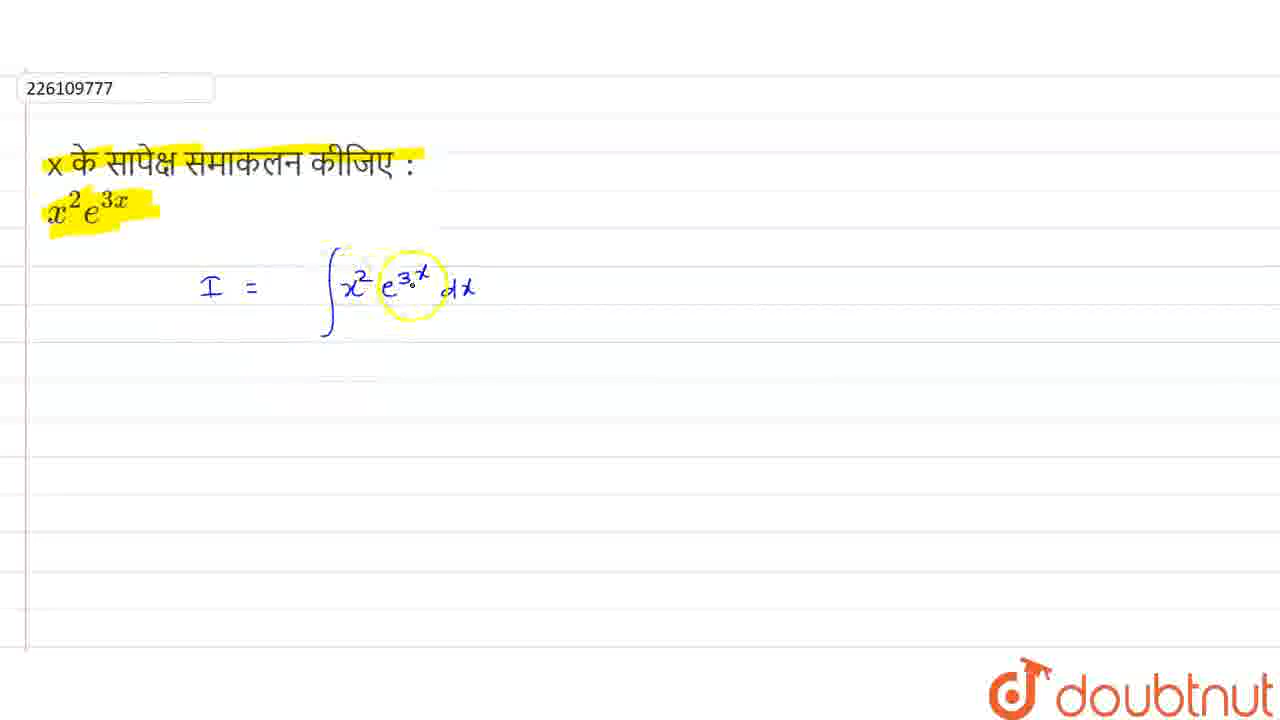 226109777
x के सापेक्ष समाकलन कीजिए :
x²e³ˣ
I = ∫x² e³ˣ dx
doubtnut